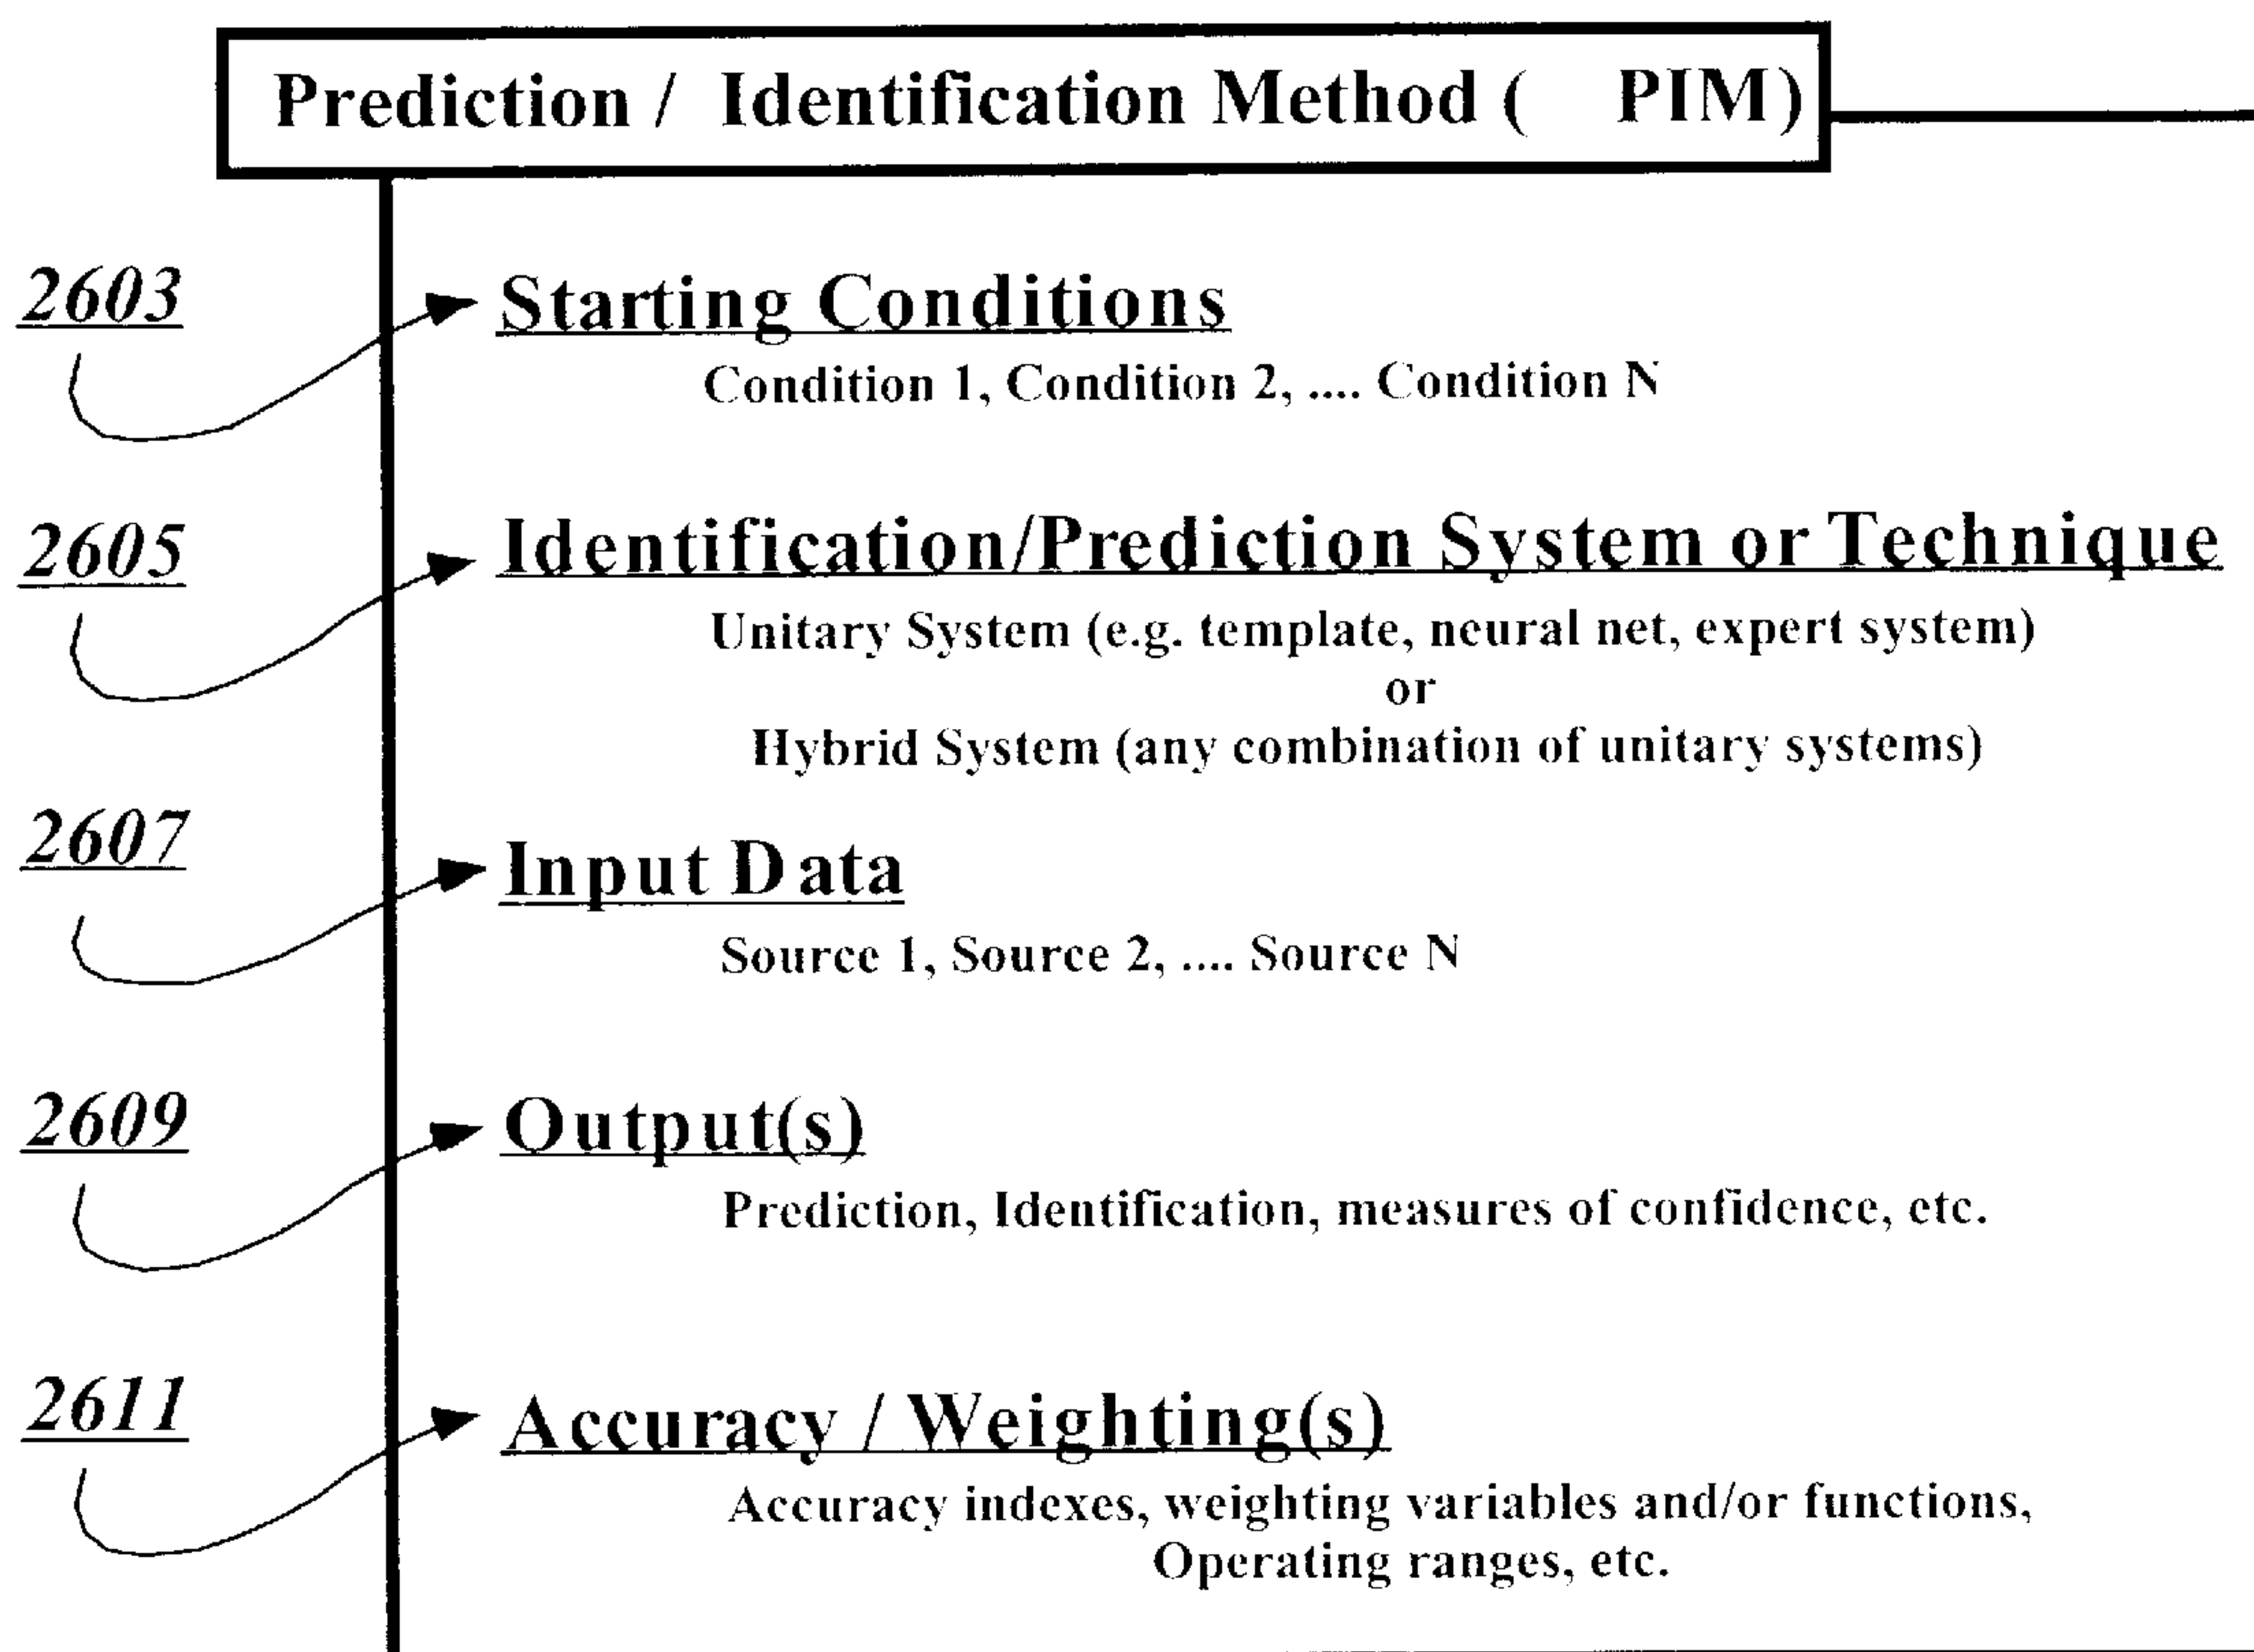 Prediction / Identification Method ( PIM)
2603
Starting Conditions
Condition 1, Condition 2, .... Condition N
2605
Identification/Prediction System or Technique
Unitary System (e.g. template, neural net, expert system)
or
Hybrid System (any combination of unitary systems)
2607
Input Data
Source 1, Source 2, .... Source N
2609
Output(s)
Prediction, Identification, measures of confidence, etc.
2611
Accuracy / Weighting(s)
Accuracy indexes, weighting variables and/or functions,
Operating ranges, etc.